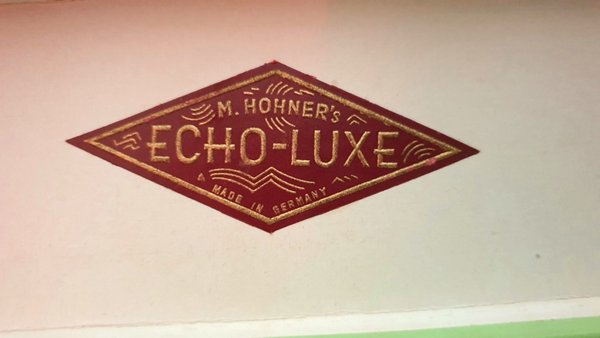 M. HOHNER'S
ECHO-LUXE
MADE IN GERMANY